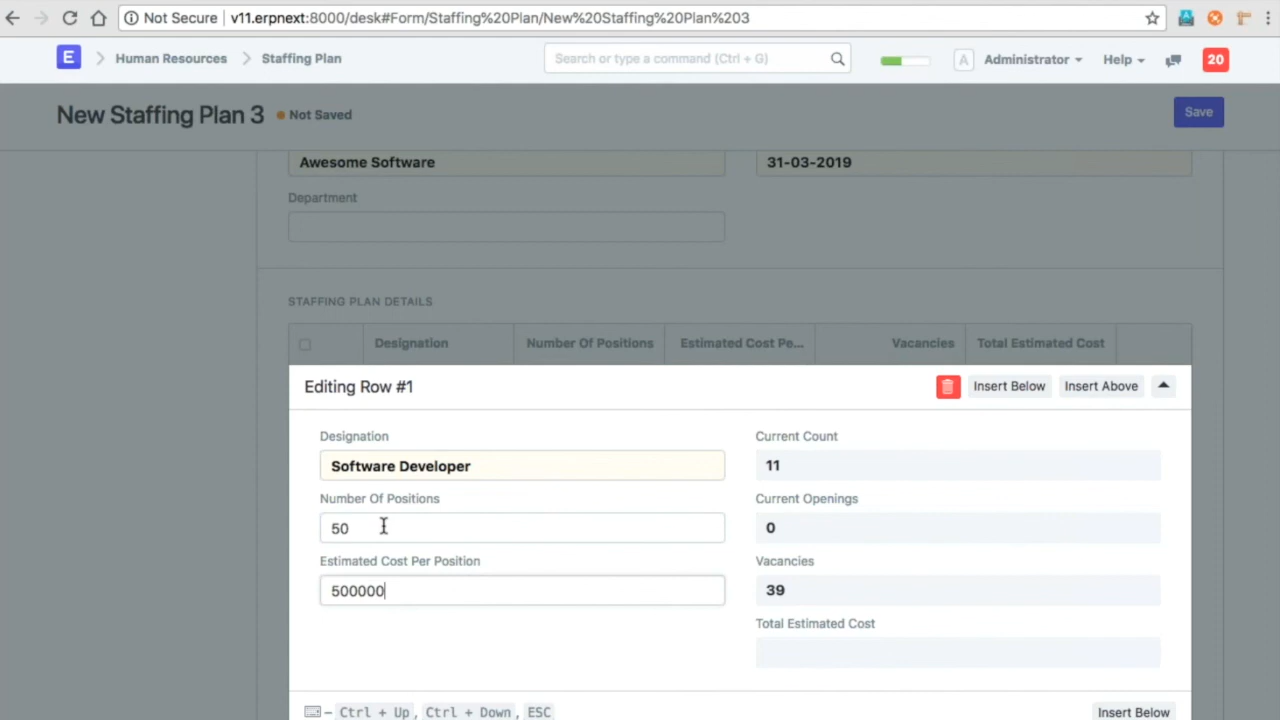 Not Secure v11.erpnext:8000/desk#Form/Staffing%20Plan/New%20Staffing%20Plan%203
E Human Resources Staffing Plan Search or type a command (Ctrl + G) A Administrator Help 20
New Staffing Plan 3 Not Saved Save
Awesome Software 31-03-2019
Department
STAFFING PLAN DETAILS
Designation Number Of Positions Estimated Cost Pe... Vacancies Total Estimated Cost
Editing Row #1 Insert Below Insert Above
Designation Current Count
Software Developer 11
Number Of Positions Current Openings
50 0
Estimated Cost Per Position Vacancies
500000 39
Total Estimated Cost
– Ctrl + Up , Ctrl + Down , ESC Insert Below